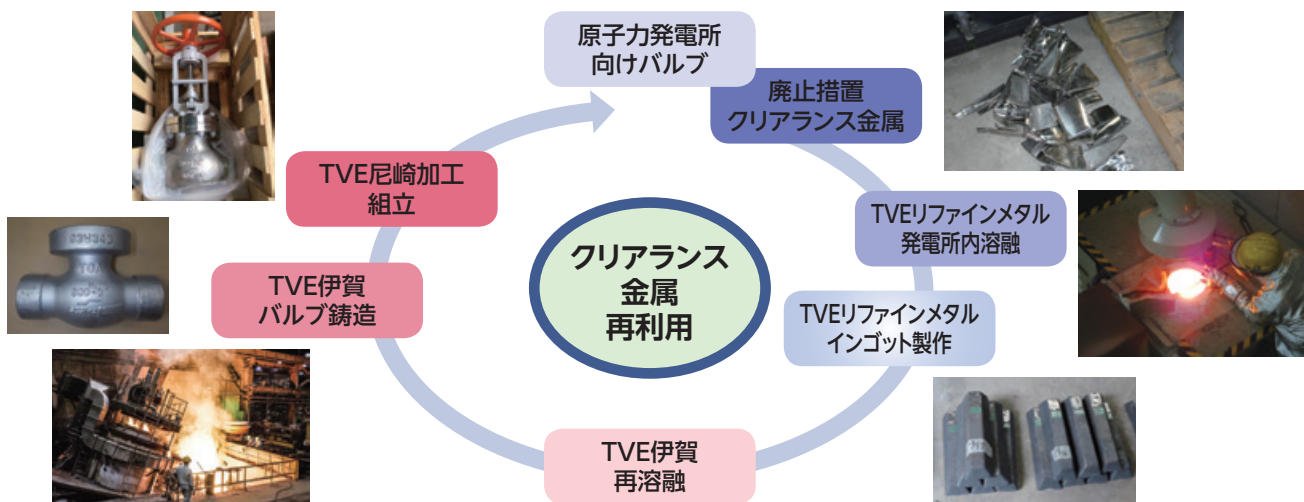 原子力発電所
向けバルブ
廃止措置
クリアランス金属
TVEリファインメタル
発電所内溶融
TVEリファインメタル
インゴット製作
TVE伊賀
再溶融
TVE伊賀
バルブ鋳造
TVE尼崎加工
組立
クリアランス
金属
再利用